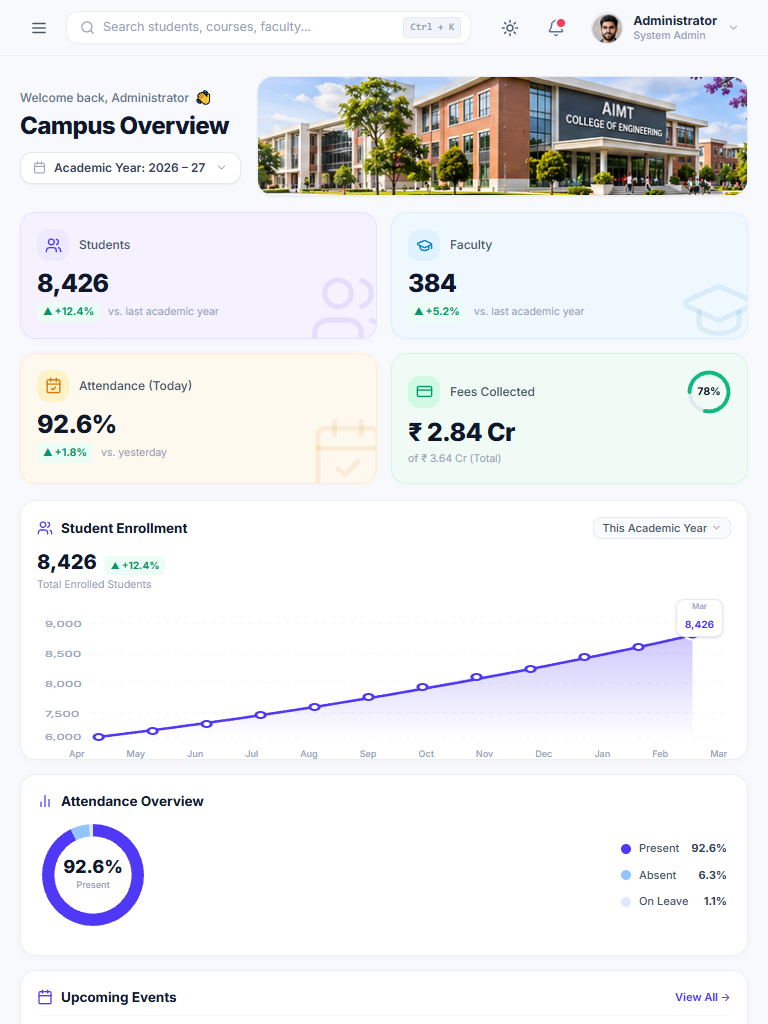 Search students, courses, faculty...
Ctrl + K
Administrator
System Admin
Welcome back, Administrator 👋
Campus Overview
Academic Year: 2026 – 27
AIMT
COLLEGE OF ENGINEERING
Students
8,426
▲ +12.4% vs. last academic year
Faculty
384
▲ +5.2% vs. last academic year
Attendance (Today)
92.6%
▲ +1.8% vs. yesterday
Fees Collected
78%
₹ 2.84 Cr
of ₹ 3.64 Cr (Total)
Student Enrollment
This Academic Year
8,426 ▲ +12.4%
Total Enrolled Students
Mar
8,426
9,000
8,500
8,000
7,500
6,000
Apr May Jun Jul Aug Sep Oct Nov Dec Jan Feb Mar
Attendance Overview
92.6%
Present
Present 92.6%
Absent 6.3%
On Leave 1.1%
Upcoming Events
View All →